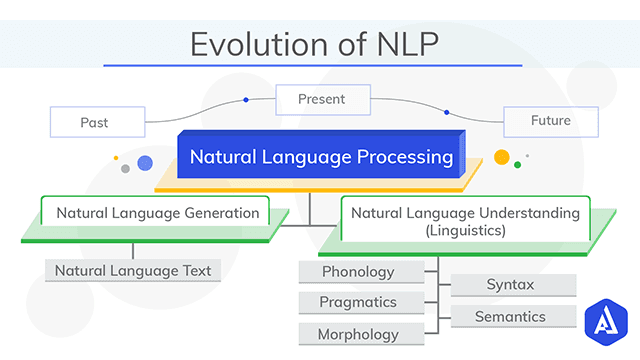 Evolution of NLP
Past
Present
Future
Natural Language Processing
Natural Language Generation
Natural Language Text
Natural Language Understanding
(Linguistics)
Phonology
Pragmatics
Morphology
Syntax
Semantics